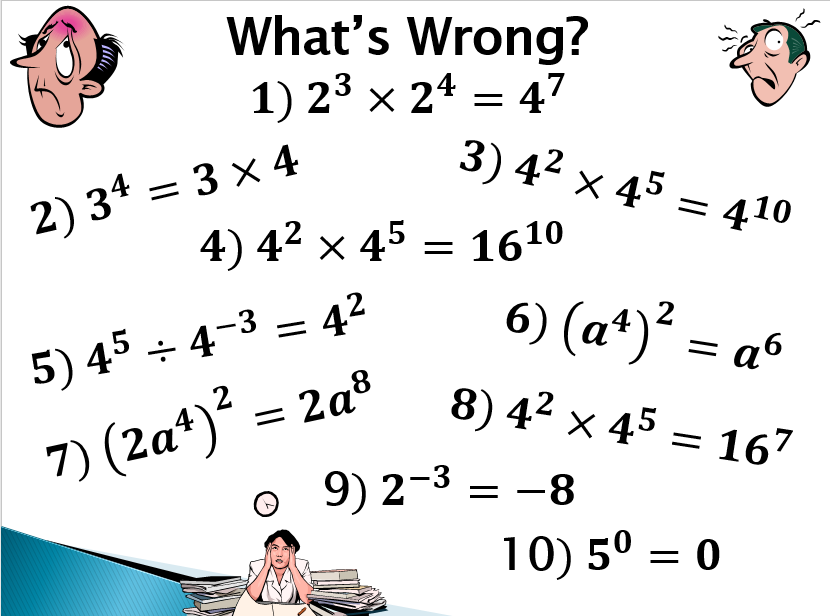 What's Wrong?
1) 2³ × 2⁴ = 4⁷
2) 3⁴ = 3 × 4
3) 4² × 4⁵ = 4¹⁰
4) 4² × 4⁵ = 16¹⁰
5) 4⁵ ÷ 4⁻³ = 4²
6) (a⁴)² = a⁶
7) (2a⁴)² = 2a⁸
8) 4² × 4⁵ = 16⁷
9) 2⁻³ = −8
10) 5⁰ = 0